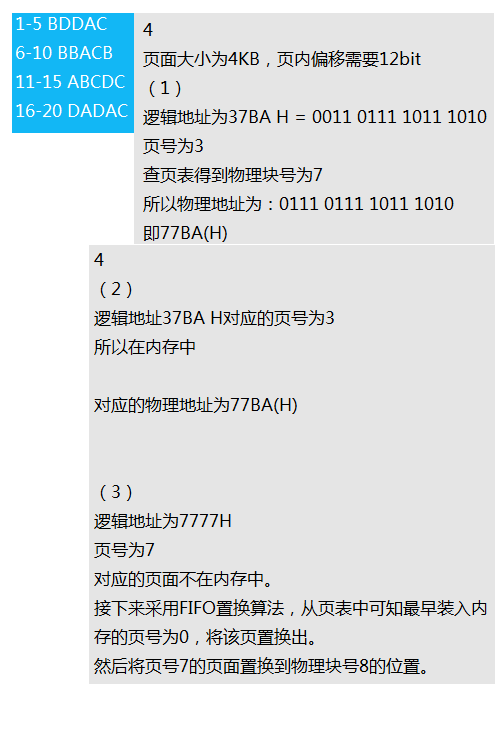 1-5 BDDAC
6-10 BBACB
11-15 ABCDC
16-20 DADAC
4
页面大小为4KB，页内偏移需要12bit
（1）
逻辑地址为37BA H = 0011 0111 1011 1010
页号为3
查页表得到物理块号为7
所以物理地址为：0111 0111 1011 1010
即77BA(H)
4
（2）
逻辑地址37BA H对应的页号为3
所以在内存中
对应的物理地址为77BA(H)
（3）
逻辑地址为7777H
页号为7
对应的页面不在内存中。
接下来采用FIFO置换算法，从页表中可知最早装入内
存的页号为0，将该页置换出。
然后将页号7的页面置换到物理块号8的位置。